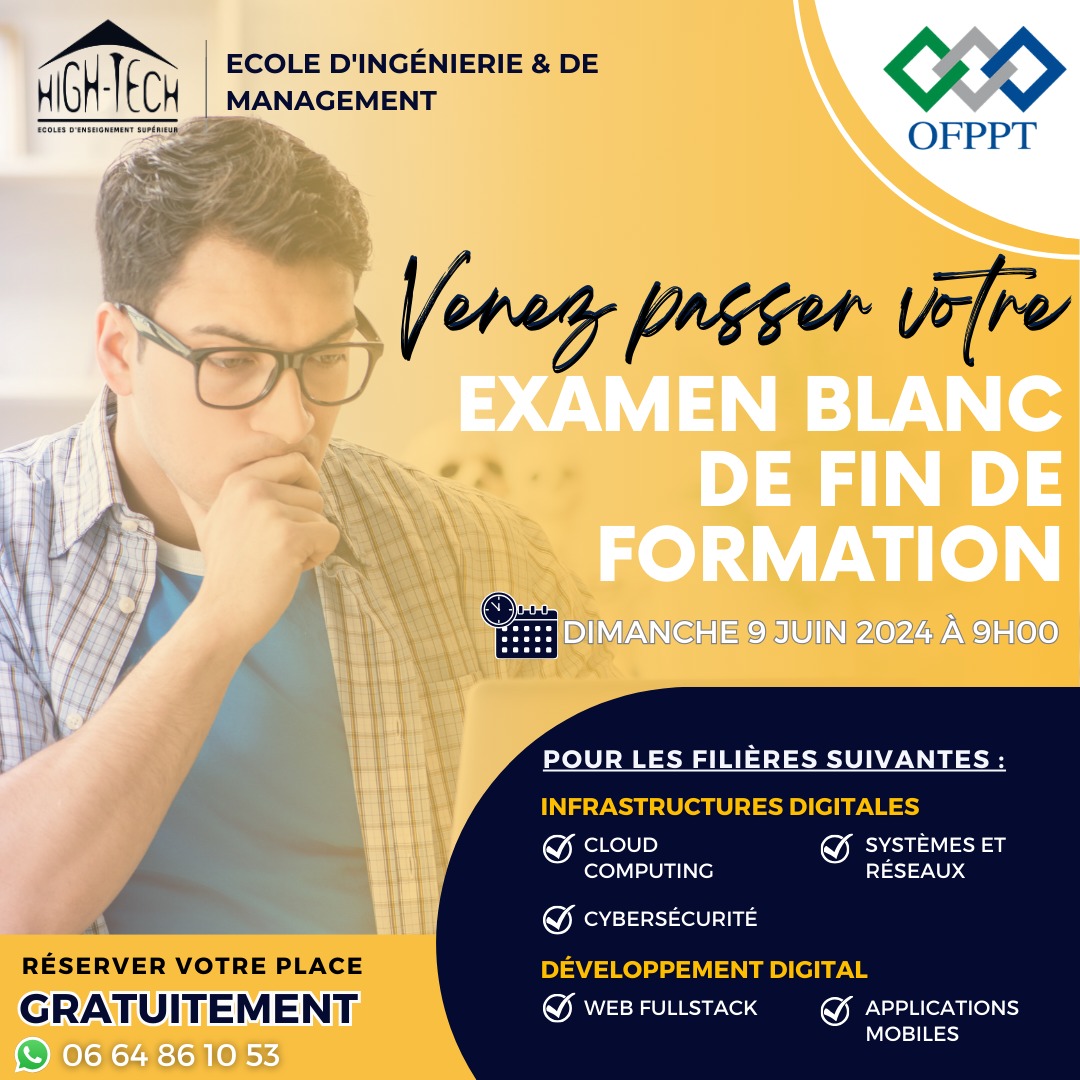 HIGH-TECH
ECOLES D'ENSEIGNEMENT SUPÉRIEUR
ECOLE D'INGÉNIERIE & DE
MANAGEMENT
OFPPT
Venez passer votre
EXAMEN BLANC
DE FIN DE
FORMATION
DIMANCHE 9 JUIN 2024 À 9H00
POUR LES FILIÈRES SUIVANTES :
INFRASTRUCTURES DIGITALES
CLOUD
COMPUTING
SYSTÈMES ET
RÉSEAUX
CYBERSÉCURITÉ
DÉVELOPPEMENT DIGITAL
WEB FULLSTACK
APPLICATIONS
MOBILES
RÉSERVER VOTRE PLACE
GRATUITEMENT
06 64 86 10 53